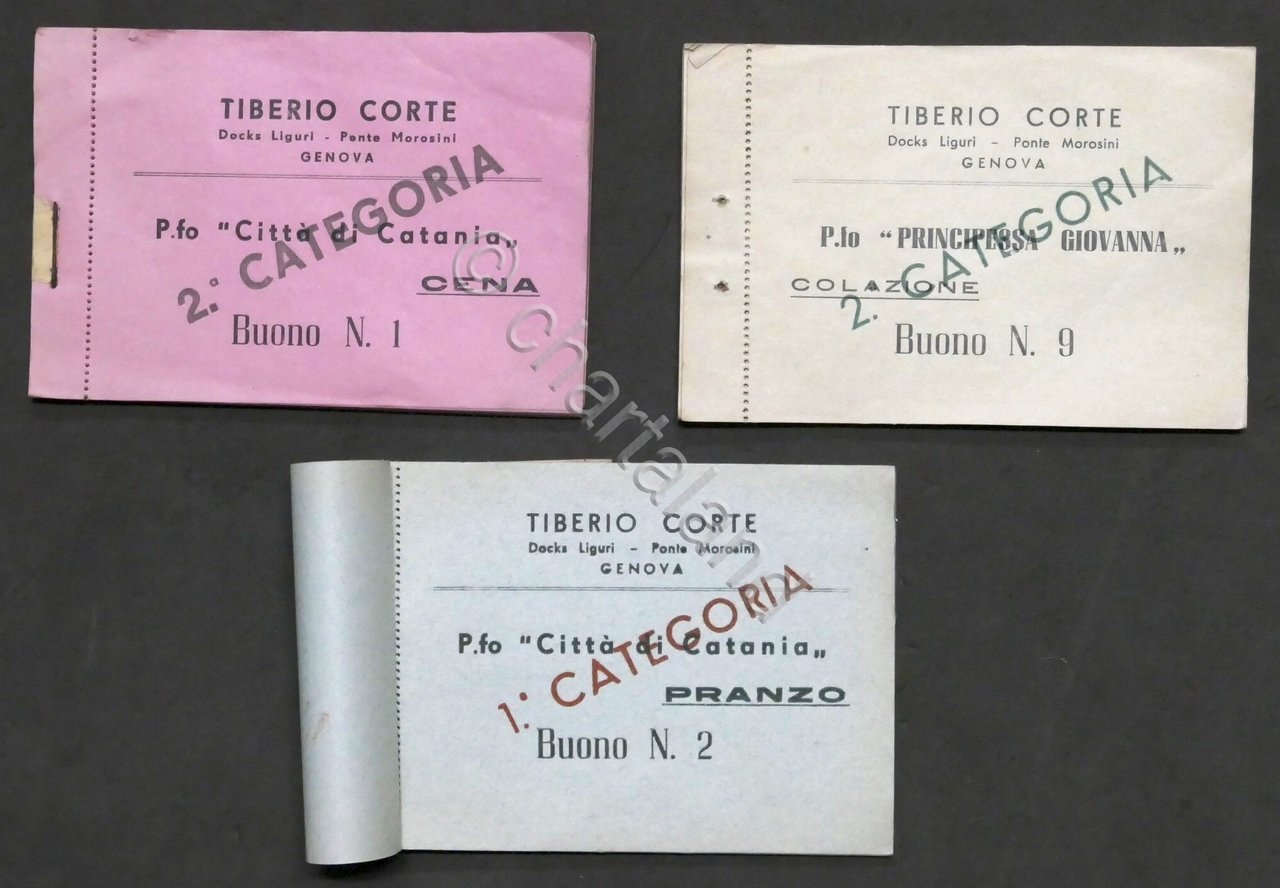 TIBERIO CORTE
Docks Liguri - Ponte Morosini
GENOVA
P.fo "Città di Catania„
2.° CATEGORIA
CENA
Buono N. 1
TIBERIO CORTE
Docks Liguri - Ponte Morosini
GENOVA
P.fo “PRINCIPESSA GIOVANNA„
2. CATEGORIA
COLAZIONE
Buono N. 9
TIBERIO CORTE
Docks Liguri - Ponte Morosini
GENOVA
P.fo "Città di Catania„
1.° CATEGORIA
PRANZO
Buono N. 2